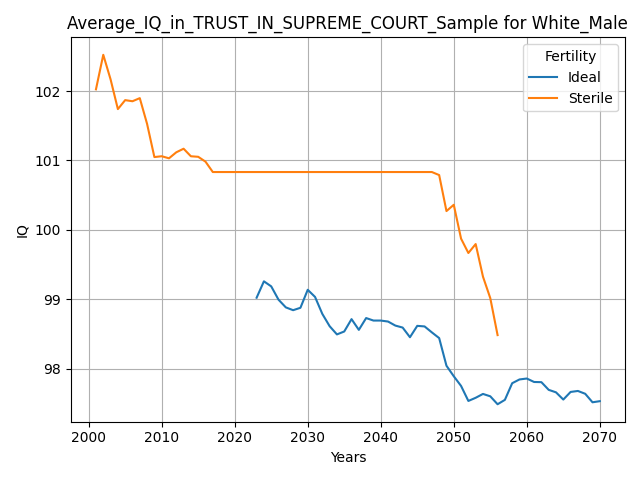 Average_IQ_in_TRUST_IN_SUPREME_COURT_Sample for White_Male
Fertility
Ideal
Sterile
102
101
100
99
98
IQ
2000 2010 2020 2030 2040 2050 2060 2070
Years